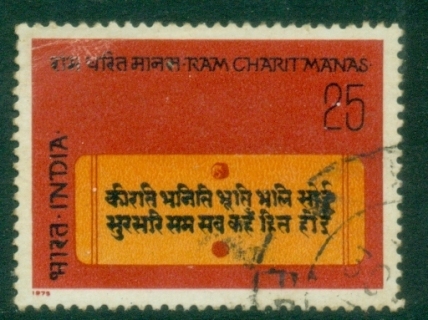 राम चरित मानस · RAM CHARIT MANAS ·
25
भारत · INDIA
कीरति भनिति भूति भलि सोई
सुरसरि सम सब कहँ हित होई
1975